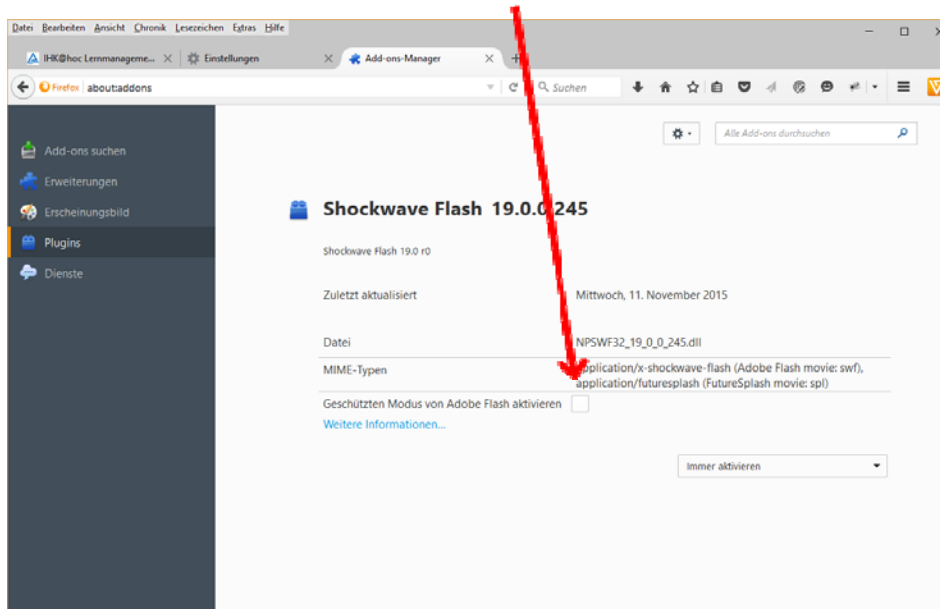 Datei Bearbeiten Ansicht Chronik Lesezeichen Extras Hilfe
IHK@hoc Lernmanageme... Einstellungen Add-ons-Manager
Firefox about:addons Suchen
Alle Add-ons durchsuchen
Add-ons suchen
Erweiterungen
Erscheinungsbild
Plugins
Dienste
Shockwave Flash 19.0.0.245
Shockwave Flash 19.0 r0
Zuletzt aktualisiert Mittwoch, 11. November 2015
Datei NPSWF32_19_0_0_245.dll
MIME-Typen application/x-shockwave-flash (Adobe Flash movie: swf),
application/futuresplash (FutureSplash movie: spl)
Geschützten Modus von Adobe Flash aktivieren
Weitere Informationen...
Immer aktivieren